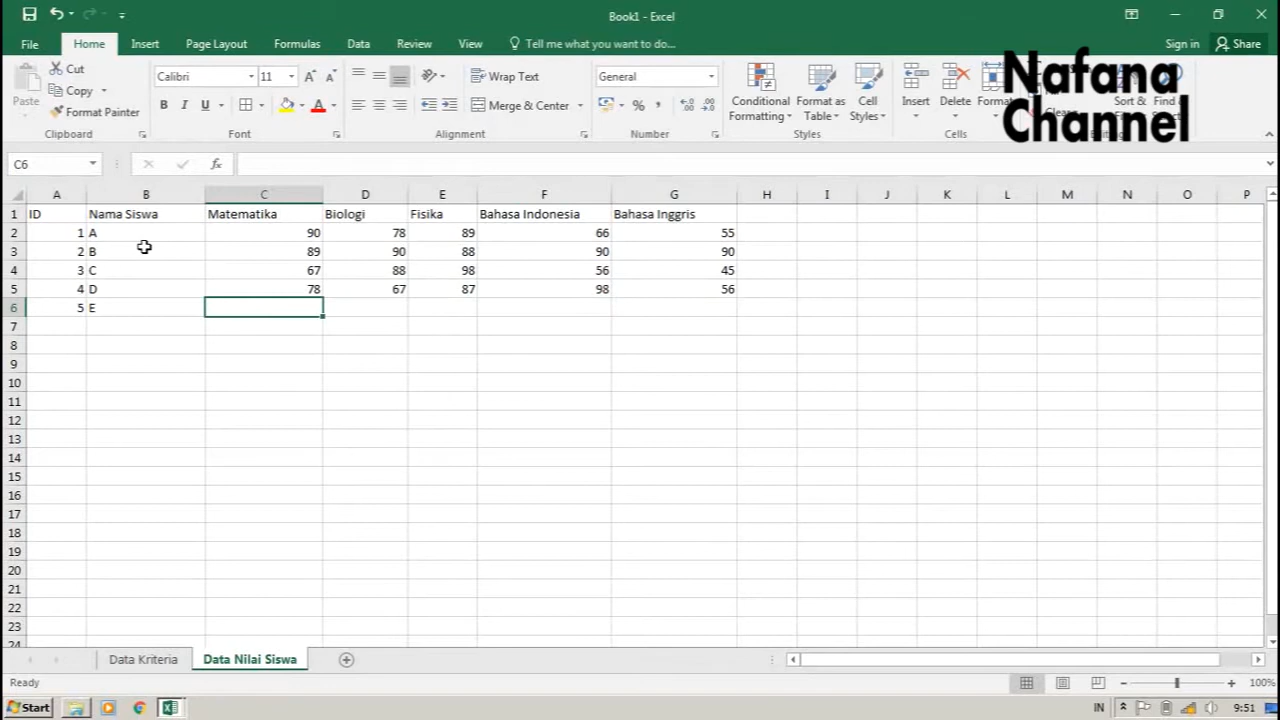 Book1 - Excel
File Home Insert Page Layout Formulas Data Review View Tell me what you want to do... Sign in Share
Nafana
Channel
Paste
Cut
Copy
Format Painter
Clipboard
Calibri 11
B I U
Font
Wrap Text
Merge & Center
Alignment
General
%
Number
Conditional Formatting
Format as Table
Cell Styles
Styles
Insert Delete Format
Cells
Sort &
Find &
C6 fx
A B C D E F G H I J K L M N O P
1 ID Nama Siswa Matematika Biologi Fisika Bahasa Indonesia Bahasa Inggris
2 1 A 90 78 89 66 55
3 2 B 89 90 88 90 90
4 3 C 67 88 98 56 45
5 4 D 78 67 87 98 56
6 5 E
7
8
9
10
11
12
13
14
15
16
17
18
19
20
21
22
23
24
Data Kriteria Data Nilai Siswa
Ready 100%
Start IN 9:51